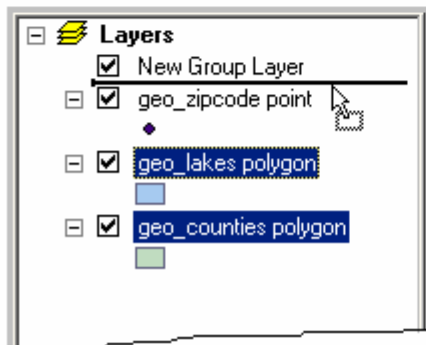 Layers
New Group Layer
geo_zipcode point
geo_lakes polygon
geo_counties polygon